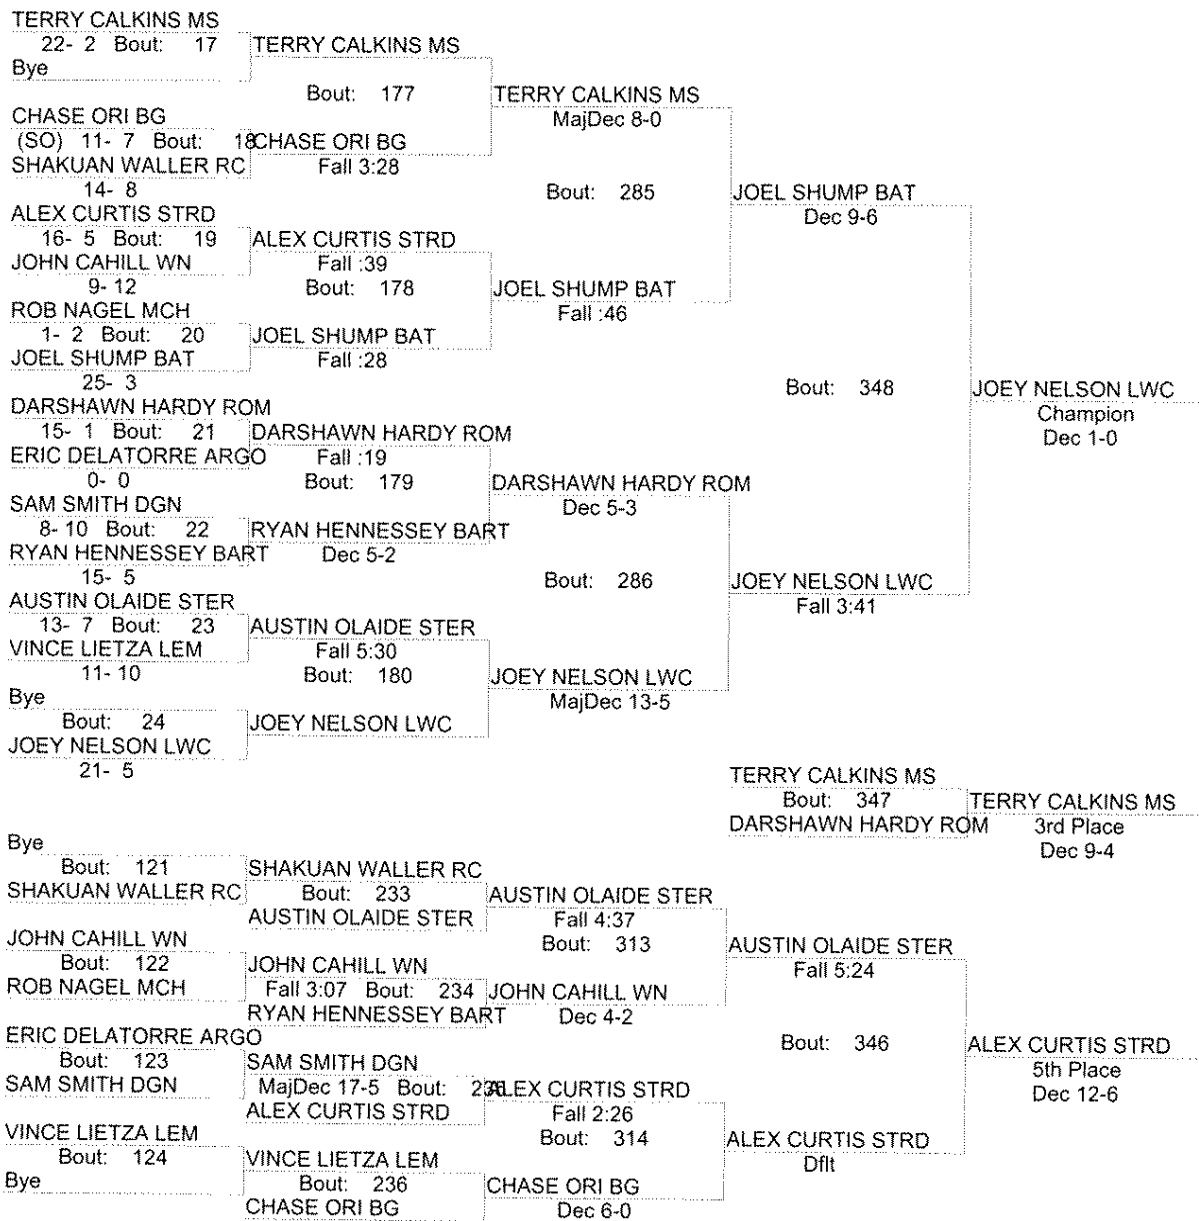 TERRY CALKINS MS
22- 2 Bout: 17 TERRY CALKINS MS
Bye
Bout: 177 TERRY CALKINS MS
MajDec 8-0
CHASE ORI BG
(SO) 11- 7 Bout: 18 CHASE ORI BG
SHAKUAN WALLER RC Fall 3:28
14- 8 Bout: 285 JOEL SHUMP BAT
ALEX CURTIS STRD Dec 9-6
16- 5 Bout: 19 ALEX CURTIS STRD
JOHN CAHILL WN Fall :39
9- 12 Bout: 178 JOEL SHUMP BAT
ROB NAGEL MCH Fall :46
1- 2 Bout: 20 JOEL SHUMP BAT
JOEL SHUMP BAT Fall :28
25- 3 Bout: 348 JOEY NELSON LWC
DARSHAWN HARDY ROM Champion
15- 1 Bout: 21 DARSHAWN HARDY ROM Dec 1-0
ERIC DELATORRE ARGO Fall :19
0- 0 Bout: 179 DARSHAWN HARDY ROM
SAM SMITH DGN Dec 5-3
8- 10 Bout: 22 RYAN HENNESSEY BART
RYAN HENNESSEY BART Dec 5-2
15- 5 Bout: 286 JOEY NELSON LWC
AUSTIN OLAIDE STER Fall 3:41
13- 7 Bout: 23 AUSTIN OLAIDE STER
VINCE LIETZA LEM Fall 5:30
11- 10 Bout: 180 JOEY NELSON LWC
Bye MajDec 13-5
Bout: 24 JOEY NELSON LWC
JOEY NELSON LWC
21- 5
TERRY CALKINS MS
Bout: 347 TERRY CALKINS MS
DARSHAWN HARDY ROM 3rd Place
Dec 9-4
Bye
Bout: 121 SHAKUAN WALLER RC
SHAKUAN WALLER RC Bout: 233 AUSTIN OLAIDE STER
AUSTIN OLAIDE STER Fall 4:37
JOHN CAHILL WN Bout: 313 AUSTIN OLAIDE STER
Bout: 122 JOHN CAHILL WN Fall 5:24
ROB NAGEL MCH Fall 3:07 Bout: 234 JOHN CAHILL WN
RYAN HENNESSEY BART Dec 4-2
ERIC DELATORRE ARGO Bout: 346 ALEX CURTIS STRD
Bout: 123 SAM SMITH DGN 5th Place
SAM SMITH DGN MajDec 17-5 Bout: 235 ALEX CURTIS STRD Dec 12-6
ALEX CURTIS STRD Fall 2:26
VINCE LIETZA LEM Bout: 314 ALEX CURTIS STRD
Bout: 124 VINCE LIETZA LEM Dflt
Bye Bout: 236 CHASE ORI BG
CHASE ORI BG Dec 6-0